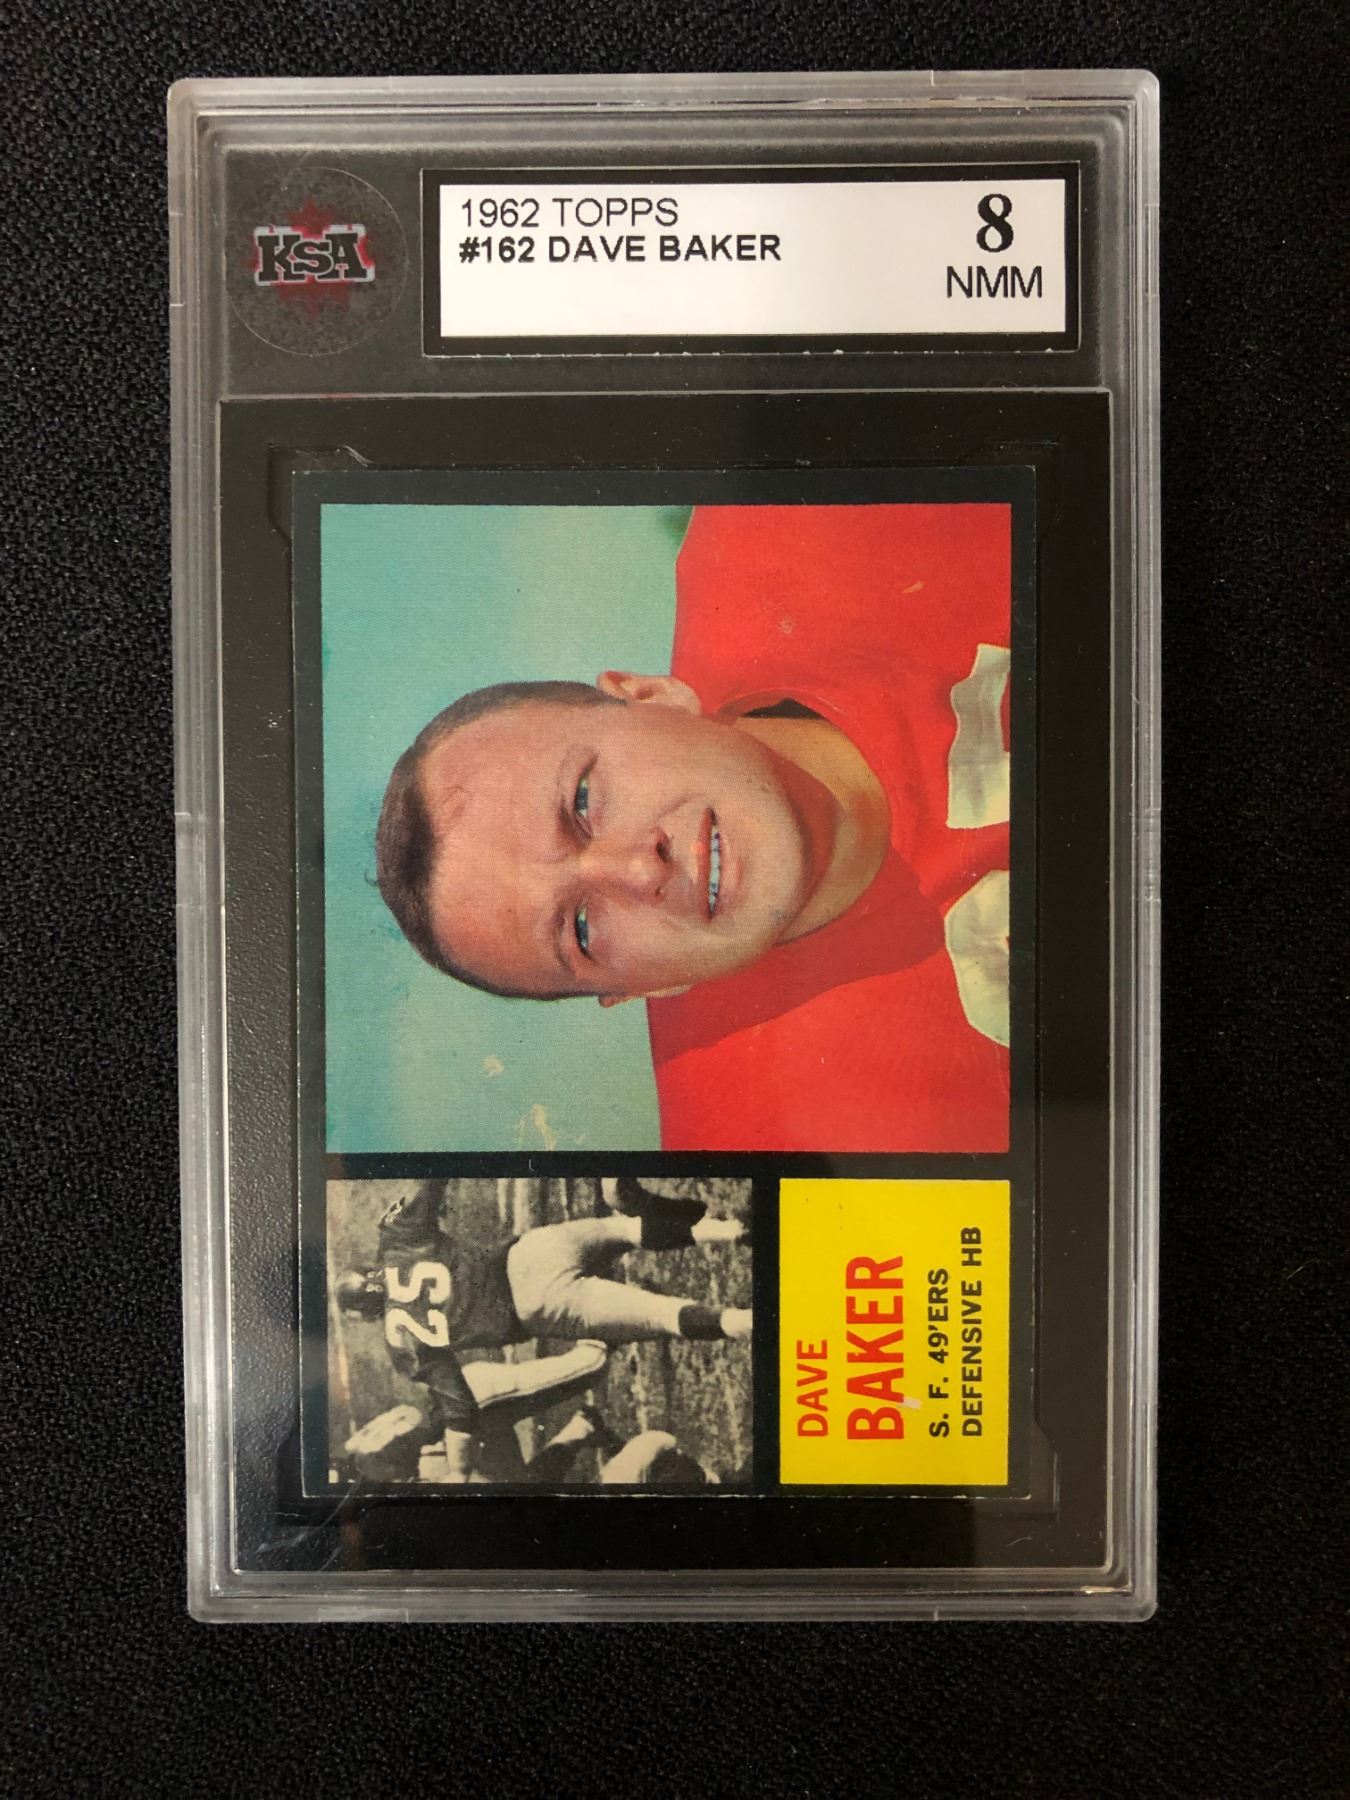 KSA
1962 TOPPS
#162 DAVE BAKER
8
NMM
25
DAVE
BAKER
S. F. 49'ERS
DEFENSIVE HB